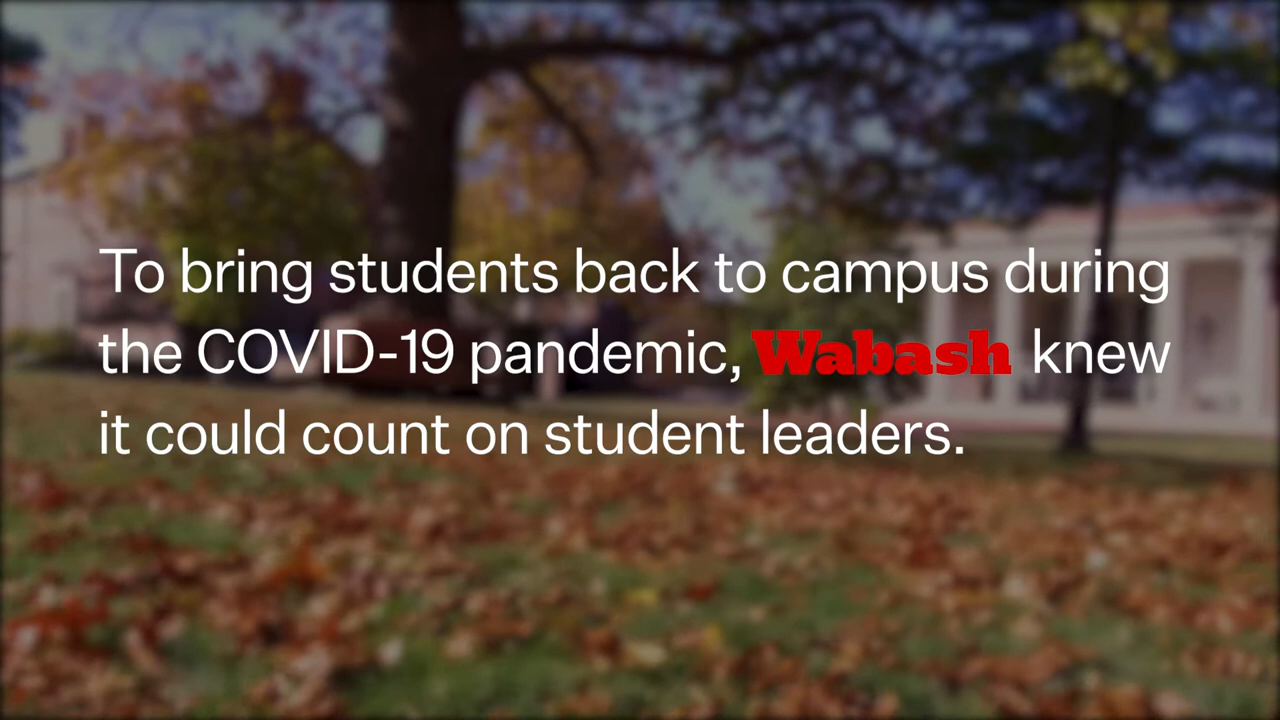 To bring students back to campus during
the COVID-19 pandemic, Wabash knew
it could count on student leaders.